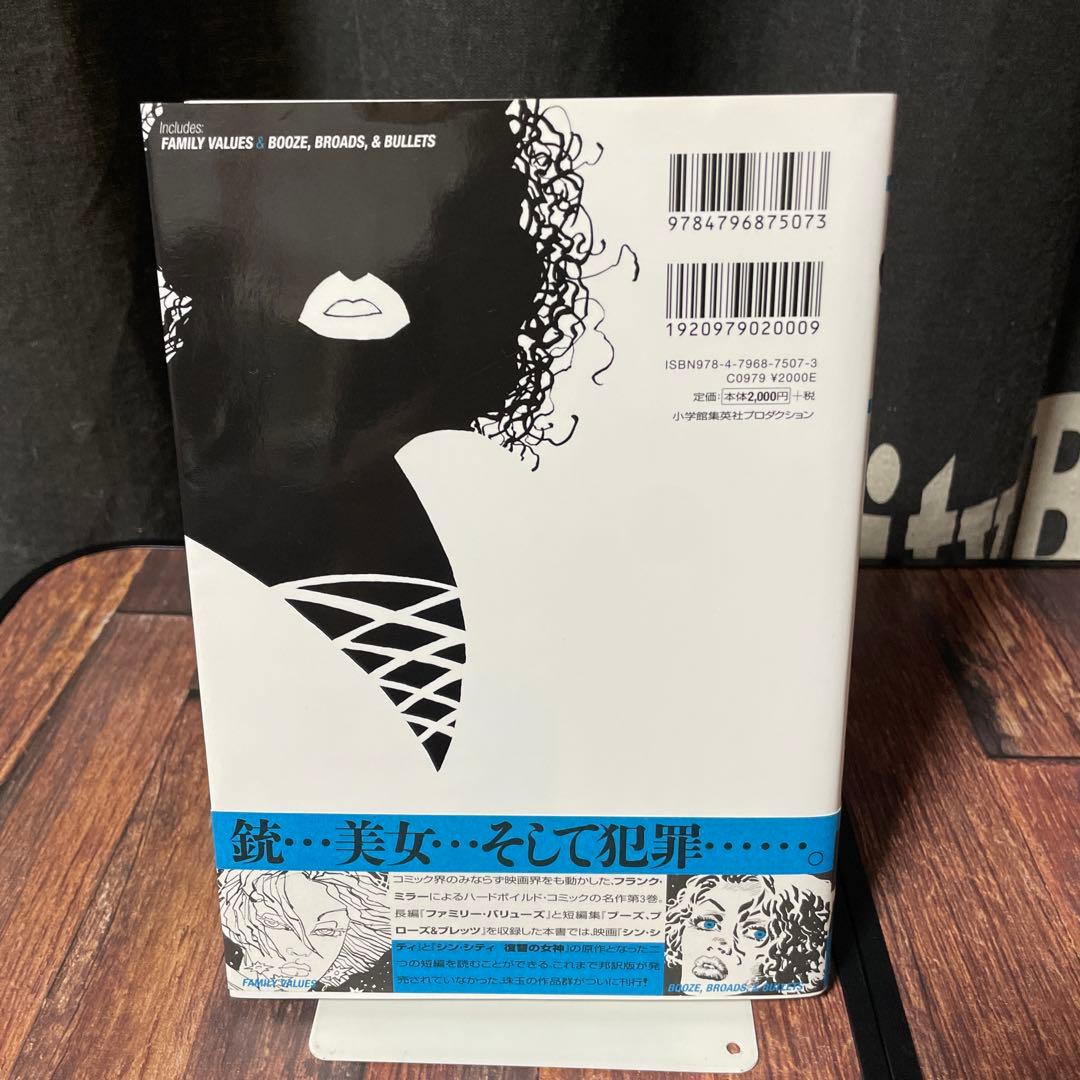 Includes:
FAMILY VALUES & BOOZE, BROADS, & BULLETS
9784796875073
1920979020009
ISBN978-4-7968-7507-3
C0979 ¥2000E
定価:本体2,000円+税
小学館集英社プロダクション
銃…美女…そして犯罪……。
コミック界のみならず映画界をも動かした、フランク・
ミラーによるハードボイルド・コミックの名作第3巻。
長編『ファミリー・バリューズ』と短編集『ブーズ、ブ
ローズ&ブレッツ』を収録した本書では、映画『シン・シ
ティ』と『シン・シティ 復讐の女神』の原作となった二
つの短編を読むことができる。これまで邦訳版が発
売されていなかった、珠玉の作品群がついに刊行!
FAMILY VALUES
BOOZE, BROADS, & BULLETS
B